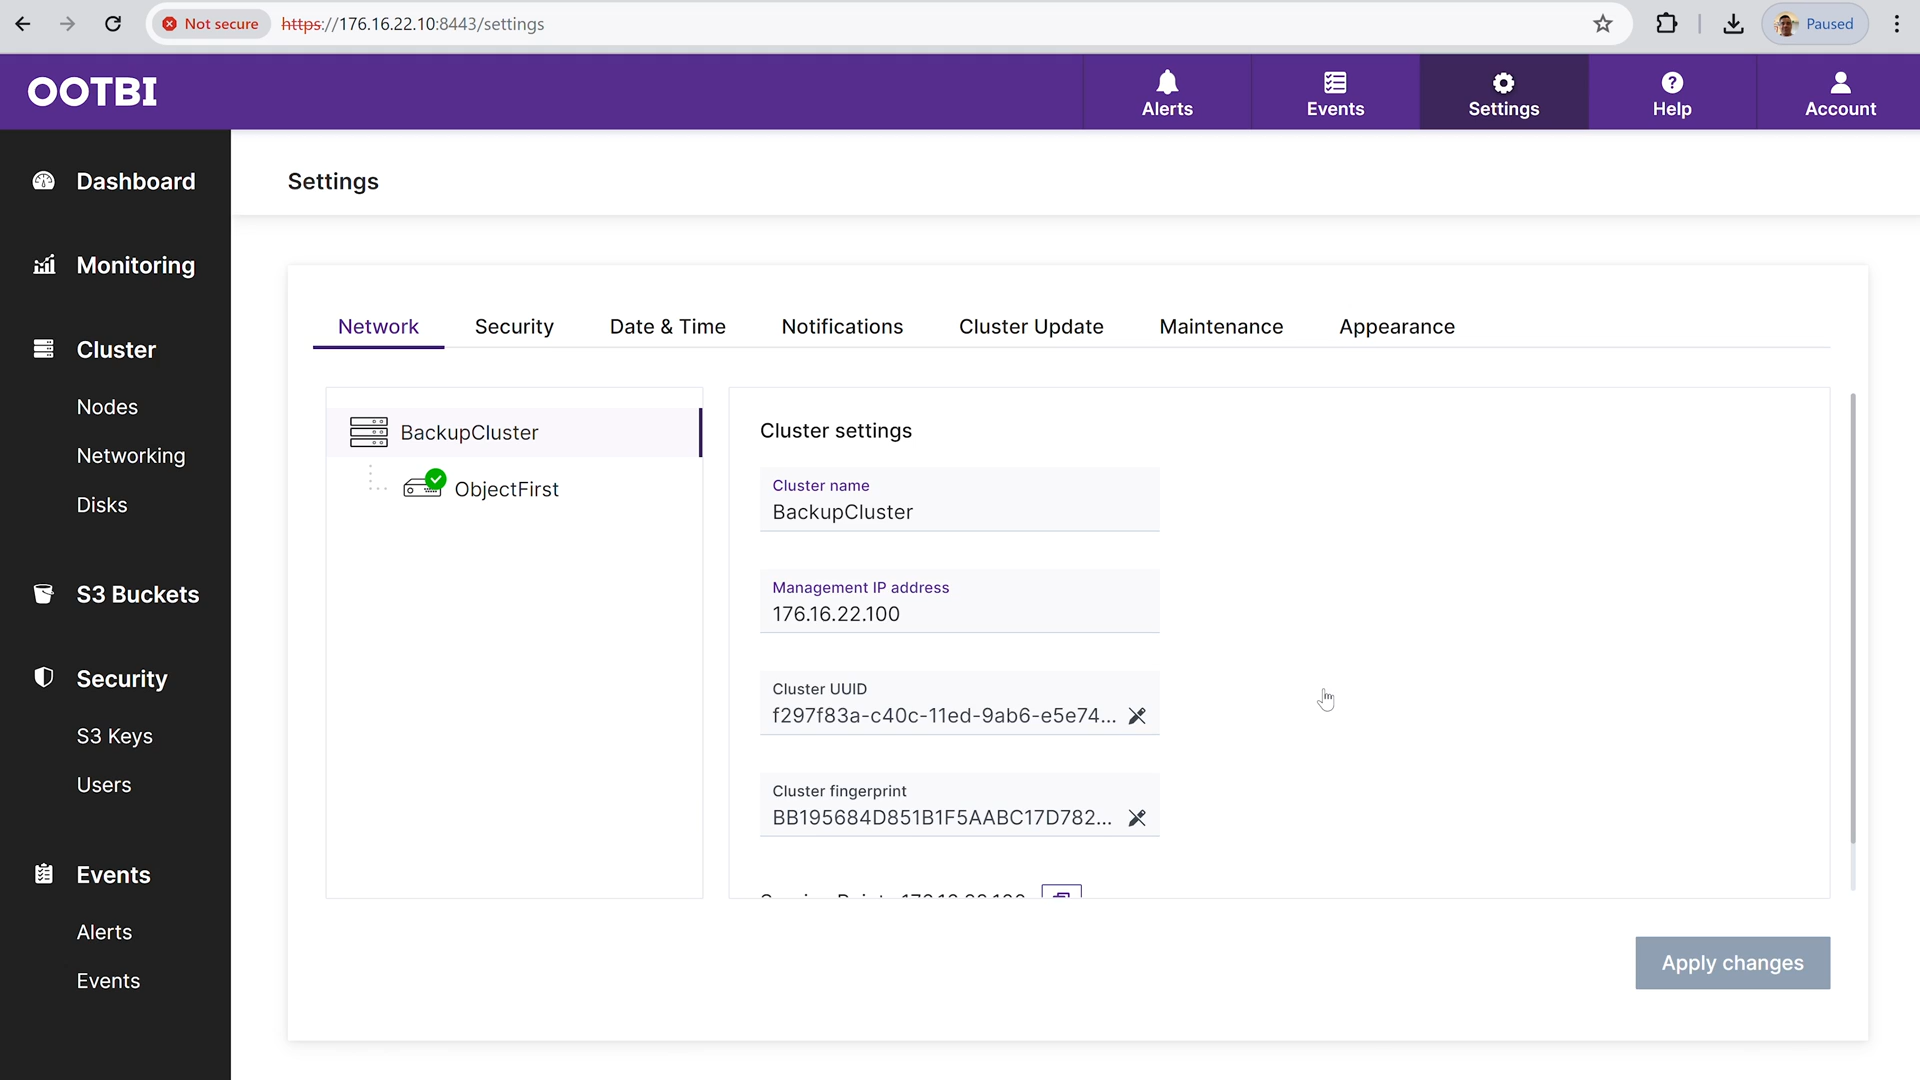 Not secure
https://176.16.22.10:8443/settings
Paused
OOTBI
Alerts
Events
Settings
Help
Account
Dashboard
Monitoring
Cluster
Nodes
Networking
Disks
S3 Buckets
Security
S3 Keys
Users
Events
Alerts
Events
Settings
Network
Security
Date & Time
Notifications
Cluster Update
Maintenance
Appearance
BackupCluster
ObjectFirst
Cluster settings
Cluster name
BackupCluster
Management IP address
176.16.22.100
Cluster UUID
f297f83a-c40c-11ed-9ab6-e5e74...
Cluster fingerprint
BB195684D851B1F5AABC17D782...
Apply changes